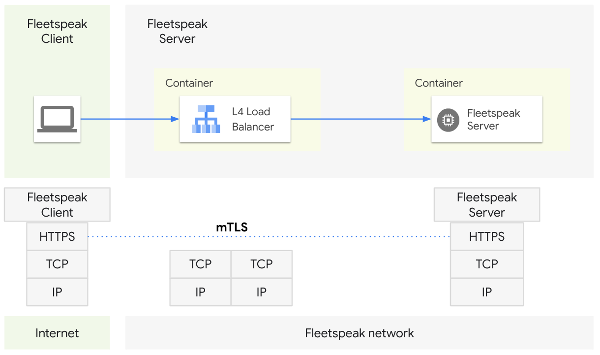 Fleetspeak
Client
Fleetspeak
Server
Container
Container
L4 Load
Balancer
Fleetspeak
Server
Fleetspeak
Client
Fleetspeak
Server
mTLS
HTTPS
HTTPS
TCP
TCP
TCP
TCP
IP
IP
IP
IP
Internet
Fleetspeak network